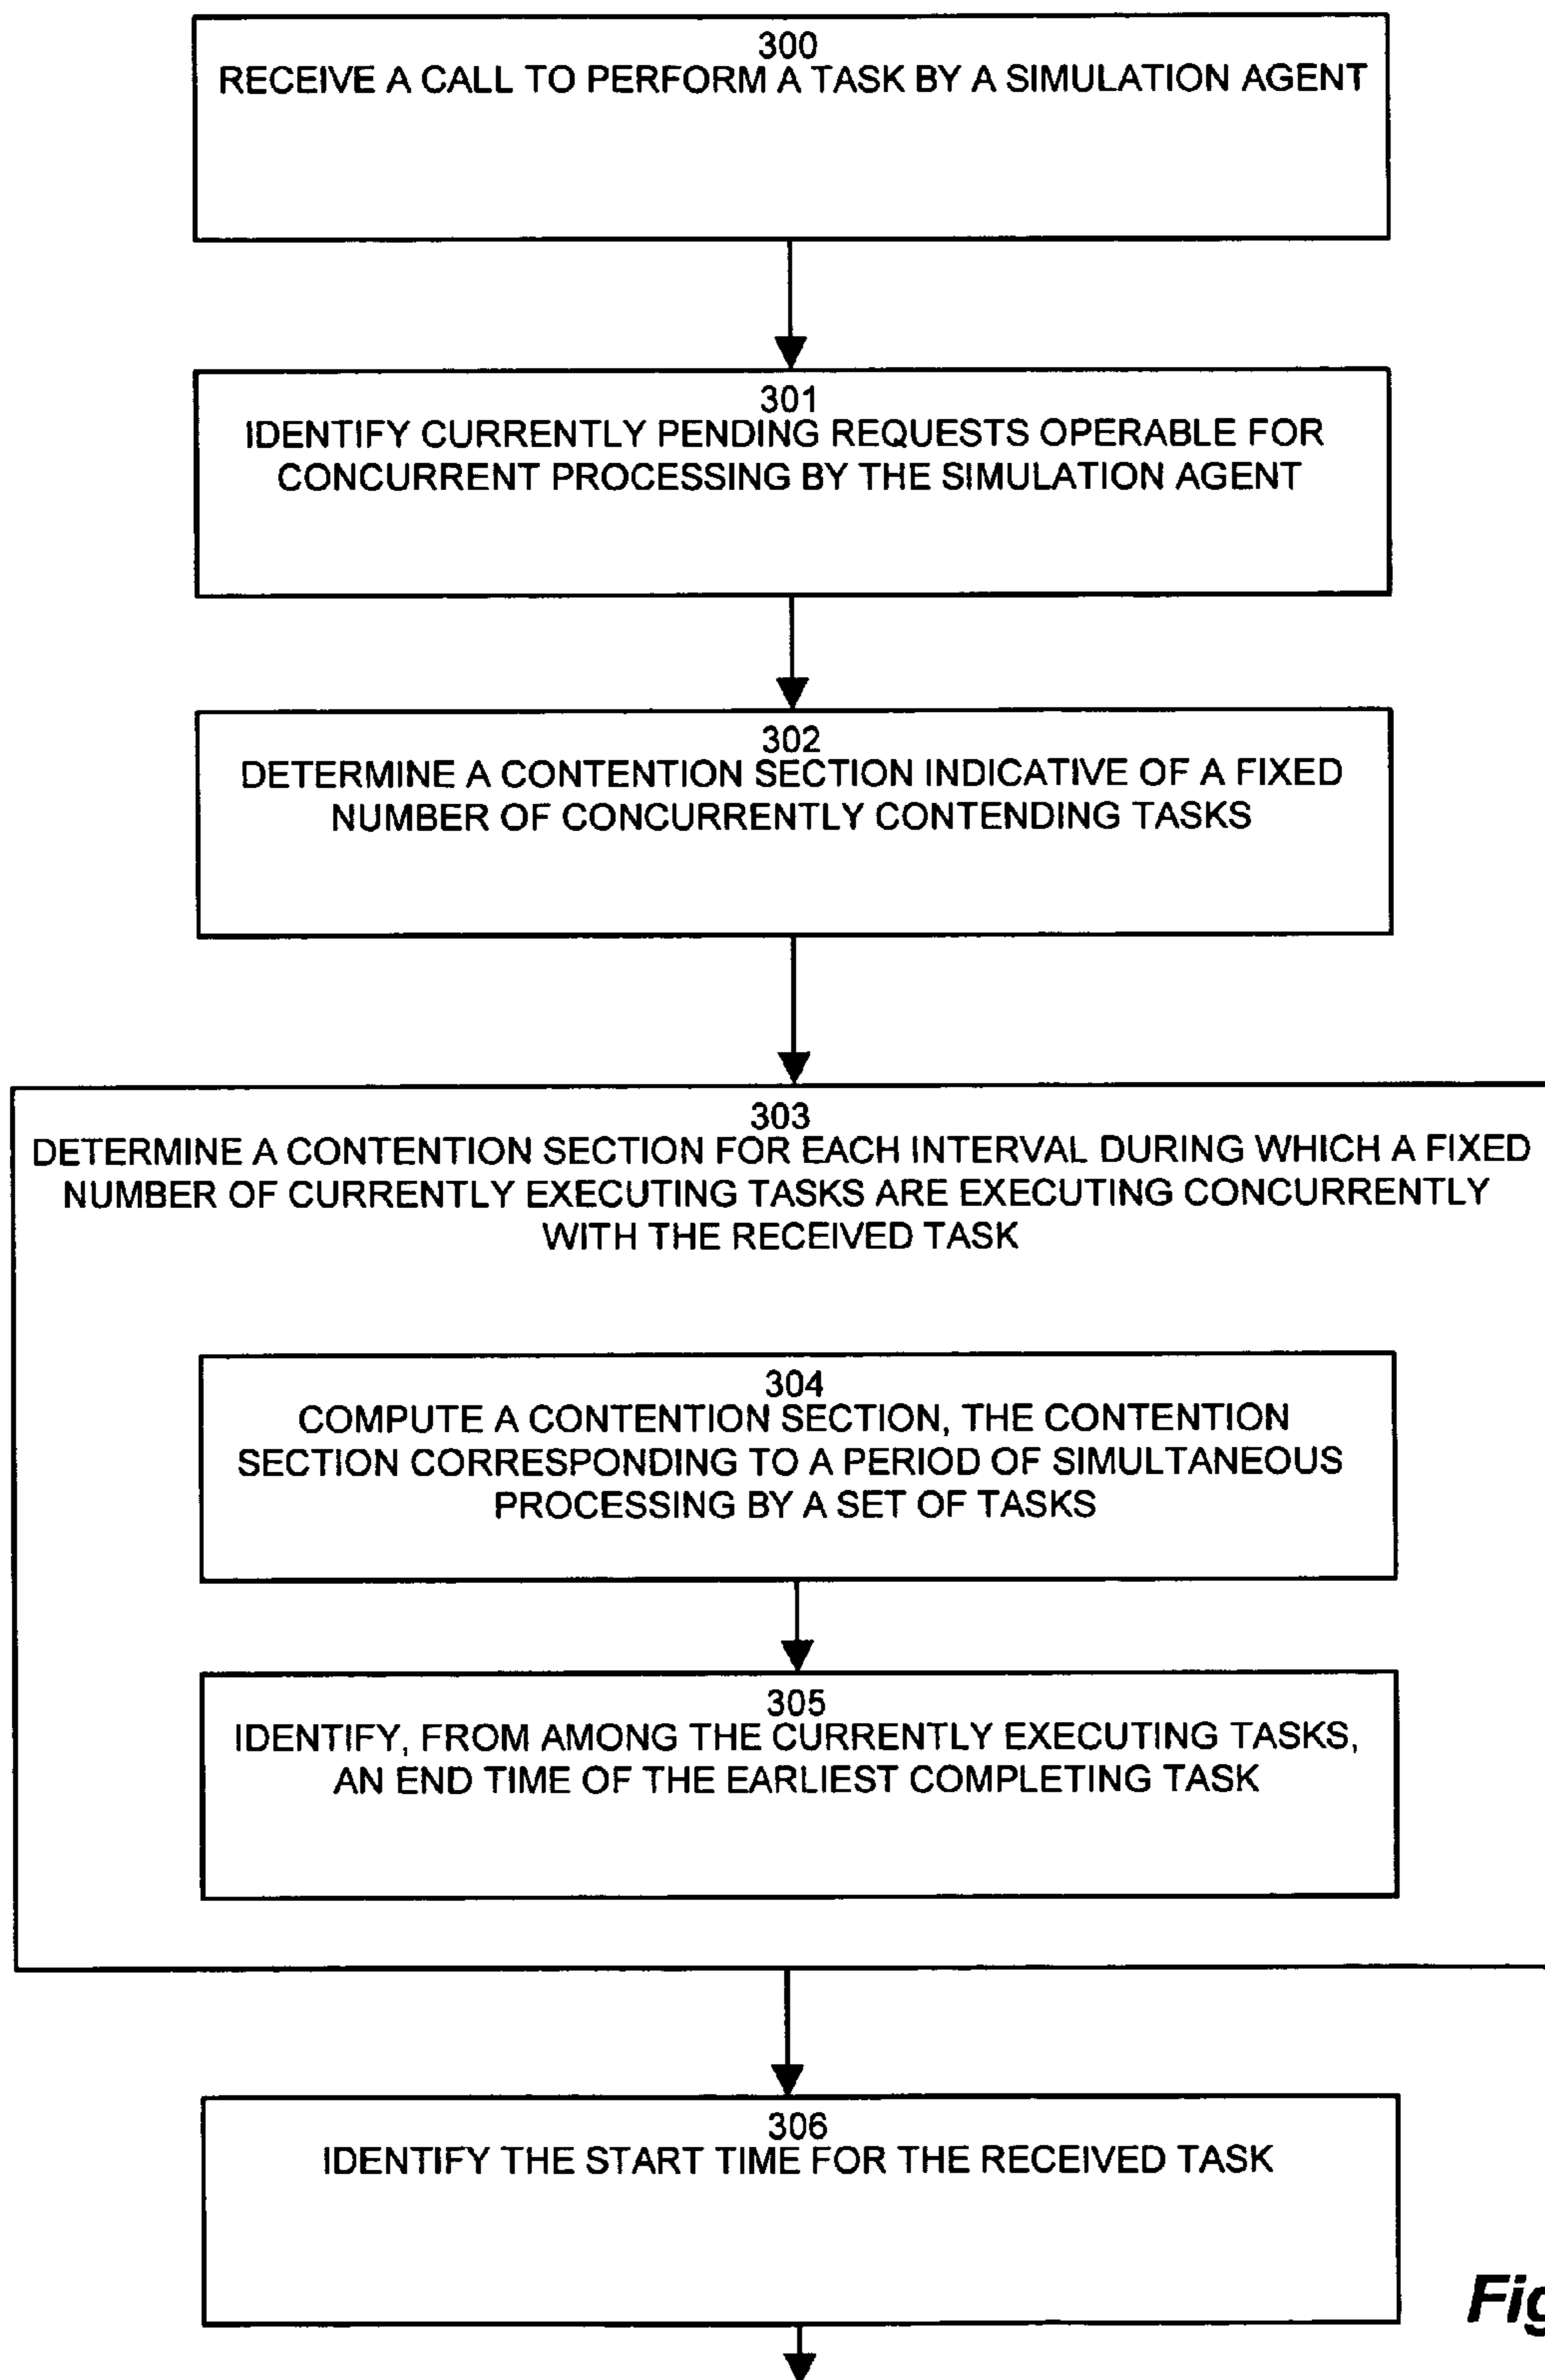 300
RECEIVE A CALL TO PERFORM A TASK BY A SIMULATION AGENT
301
IDENTIFY CURRENTLY PENDING REQUESTS OPERABLE FOR
CONCURRENT PROCESSING BY THE SIMULATION AGENT
302
DETERMINE A CONTENTION SECTION INDICATIVE OF A FIXED
NUMBER OF CONCURRENTLY CONTENDING TASKS
303
DETERMINE A CONTENTION SECTION FOR EACH INTERVAL DURING WHICH A FIXED
NUMBER OF CURRENTLY EXECUTING TASKS ARE EXECUTING CONCURRENTLY
WITH THE RECEIVED TASK
304
COMPUTE A CONTENTION SECTION, THE CONTENTION
SECTION CORRESPONDING TO A PERIOD OF SIMULTANEOUS
PROCESSING BY A SET OF TASKS
305
IDENTIFY, FROM AMONG THE CURRENTLY EXECUTING TASKS,
AN END TIME OF THE EARLIEST COMPLETING TASK
306
IDENTIFY THE START TIME FOR THE RECEIVED TASK
Fig